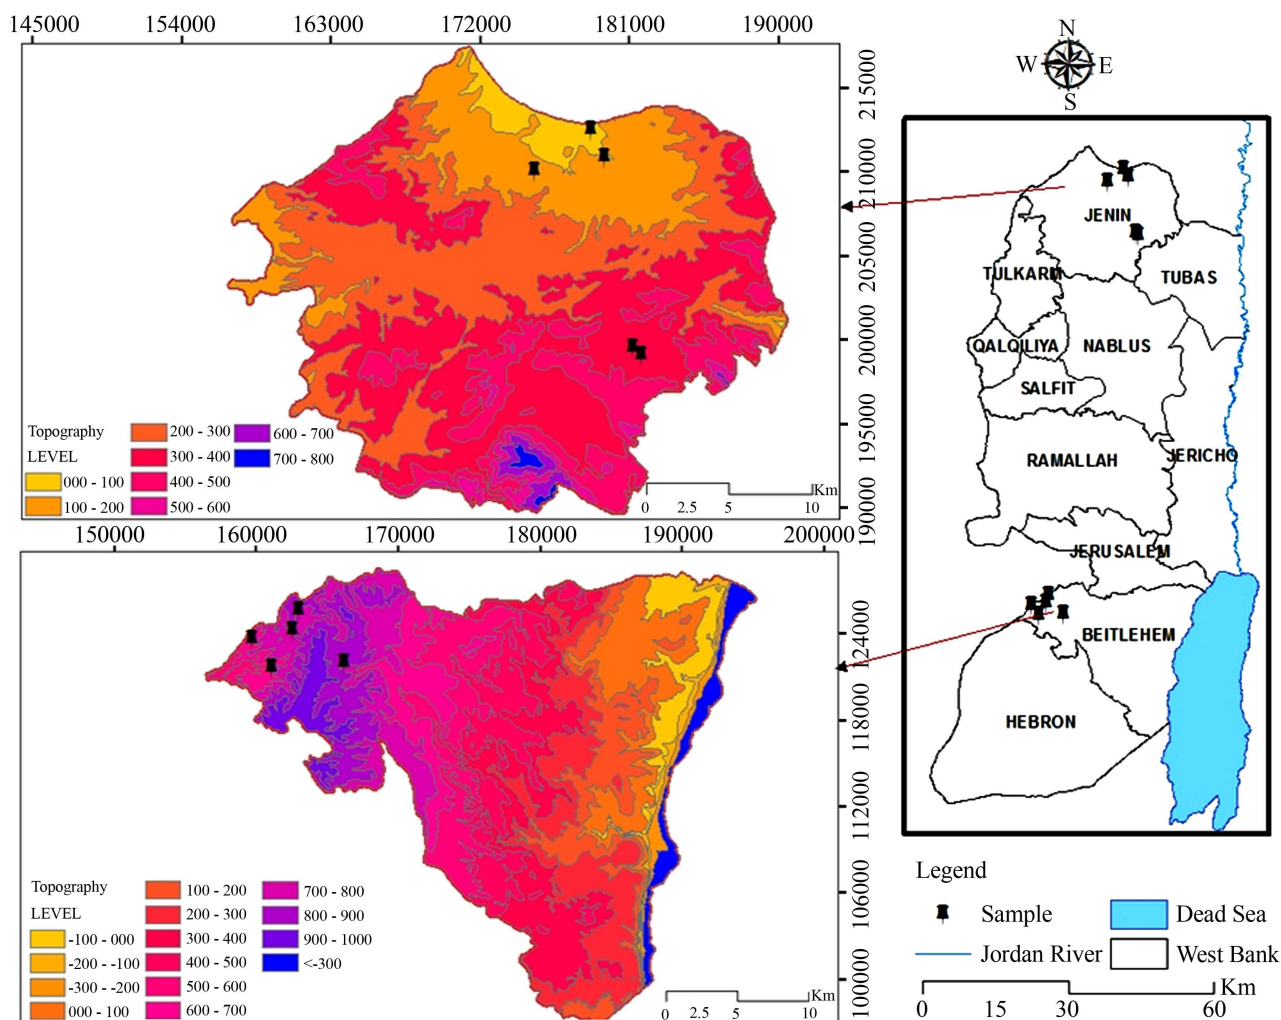 145000 154000 163000 172000 181000 190000
215000
210000
205000
200000
195000
190000
Topography
LEVEL
000 - 100
100 - 200
200 - 300
300 - 400
400 - 500
500 - 600
600 - 700
700 - 800
Km
0 2.5 5 10
150000 160000 170000 180000 190000 200000
124000
118000
112000
106000
100000
Topography
LEVEL
-100 - 000
-200 - -100
-300 - -200
000 - 100
100 - 200
200 - 300
300 - 400
400 - 500
500 - 600
600 - 700
700 - 800
800 - 900
900 - 1000
<-300
Km
0 2.5 5 10
N
W E
S
JENIN
TULKARM
TUBAS
QALQILIYA
NABLUS
SALFIT
RAMALLAH
JERICHO
JERUSALEM
BEITLEHEM
HEBRON
Legend
Sample
Dead Sea
Jordan River
West Bank
Km
0 15 30 60